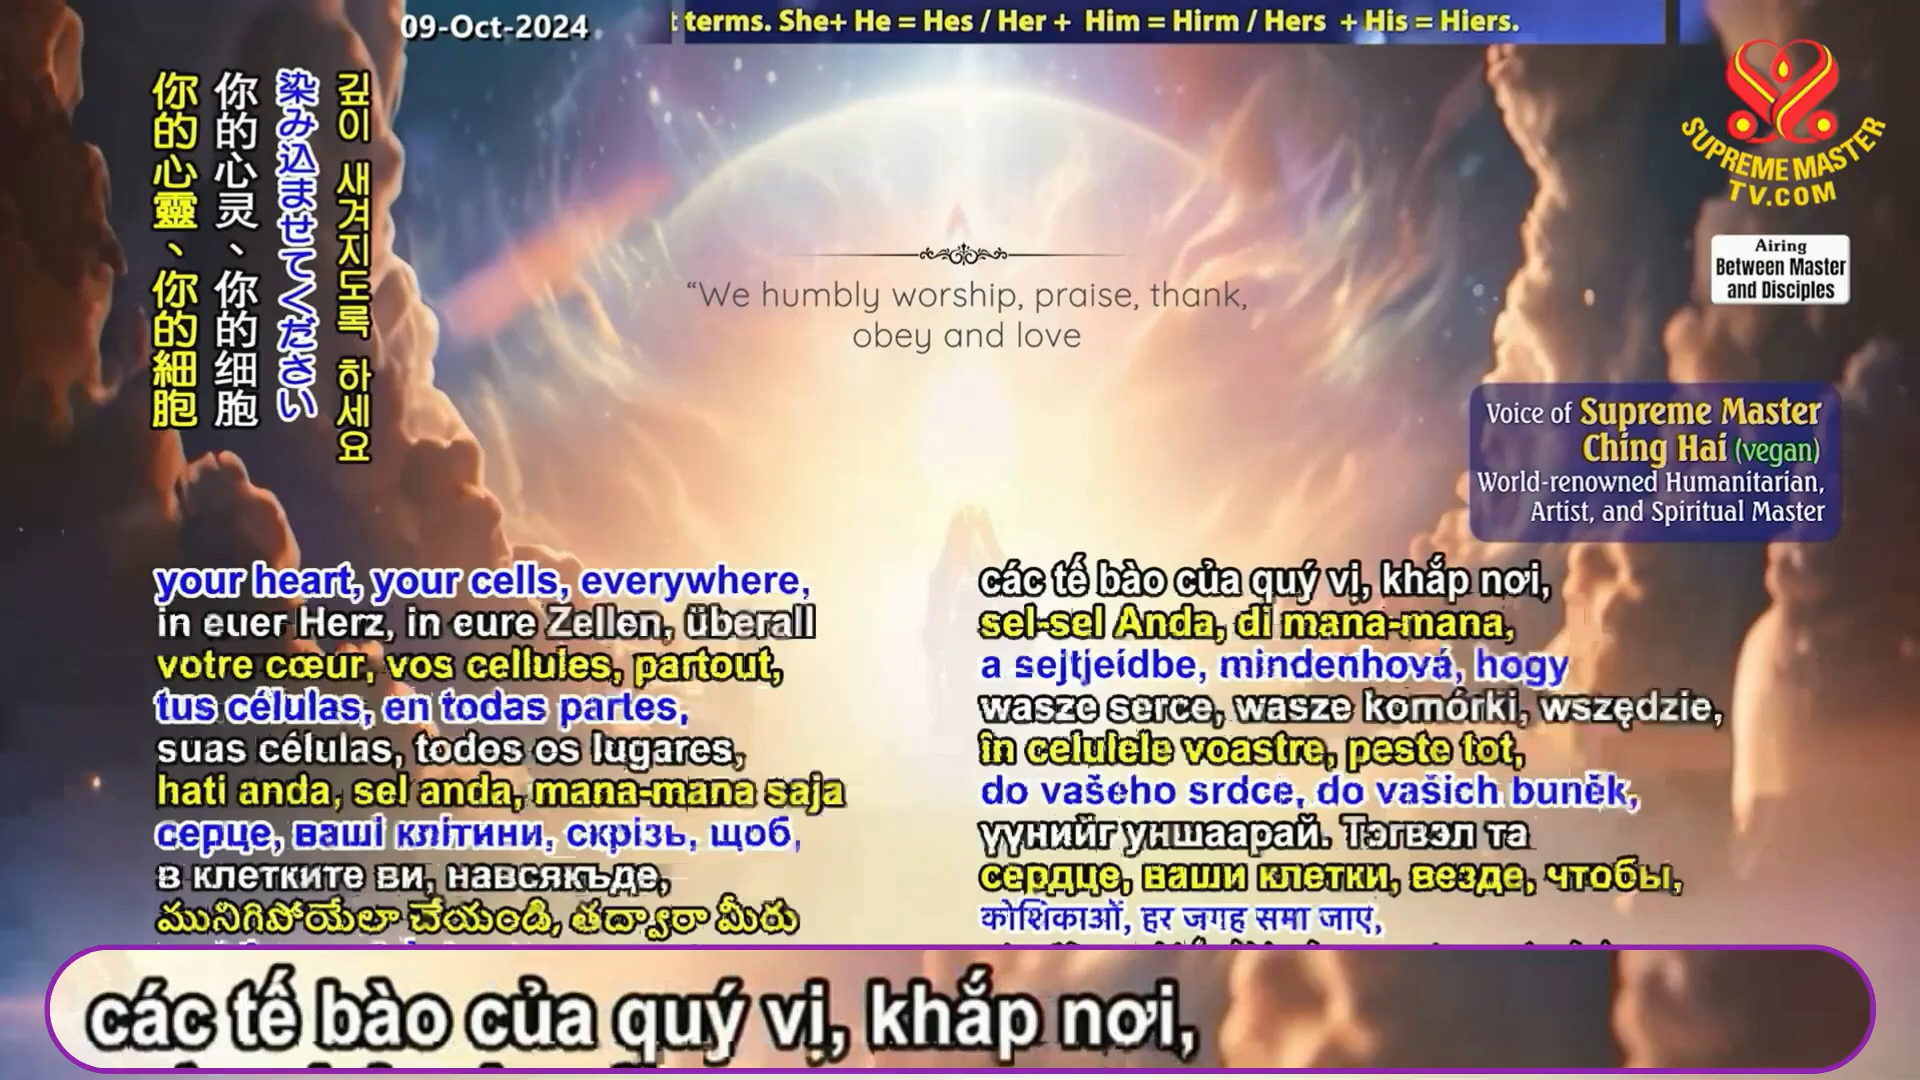 09-Oct-2024
terms. She+ He = Hes / Her + Him = Hirm / Hers + His = Hiers.
SUPREME MASTER
TV.COM
Airing
Between Master
and Disciples
깊이 새겨지도록 하세요
染み込ませてください
你的心灵、你的细胞
你的心靈、你的細胞
“We humbly worship, praise, thank,
obey and love
Voice of Supreme Master
Ching Hai (vegan)
World-renowned Humanitarian,
Artist, and Spiritual Master
your heart, your cells, everywhere,
in euer Herz, in eure Zellen, überall
votre cœur, vos cellules, partout,
tus células, en todas partes,
suas células, todos os lugares,
hati anda, sel anda, mana-mana saja
серце, ваші клітини, скрізь, щоб,
в клетките ви, навсякъде,
మునిగిపోయేలా చేయండి, తద్వారా మీరు
các tế bào của quý vị, khắp nơi,
sel-sel Anda, di mana-mana,
a sejtjeídbe, mindenhová, hogy
wasze serce, wasze komórki, wszędzie,
în celulele voastre, peste tot,
do vašeho srdce, do vašich buněk,
үүнийг уншаарай. Тэгвэл та
сердце, ваши клетки, везде, чтобы,
कोशिकाओं, हर जगह समा जाए,
các tế bào của quý vị, khắp nơi,